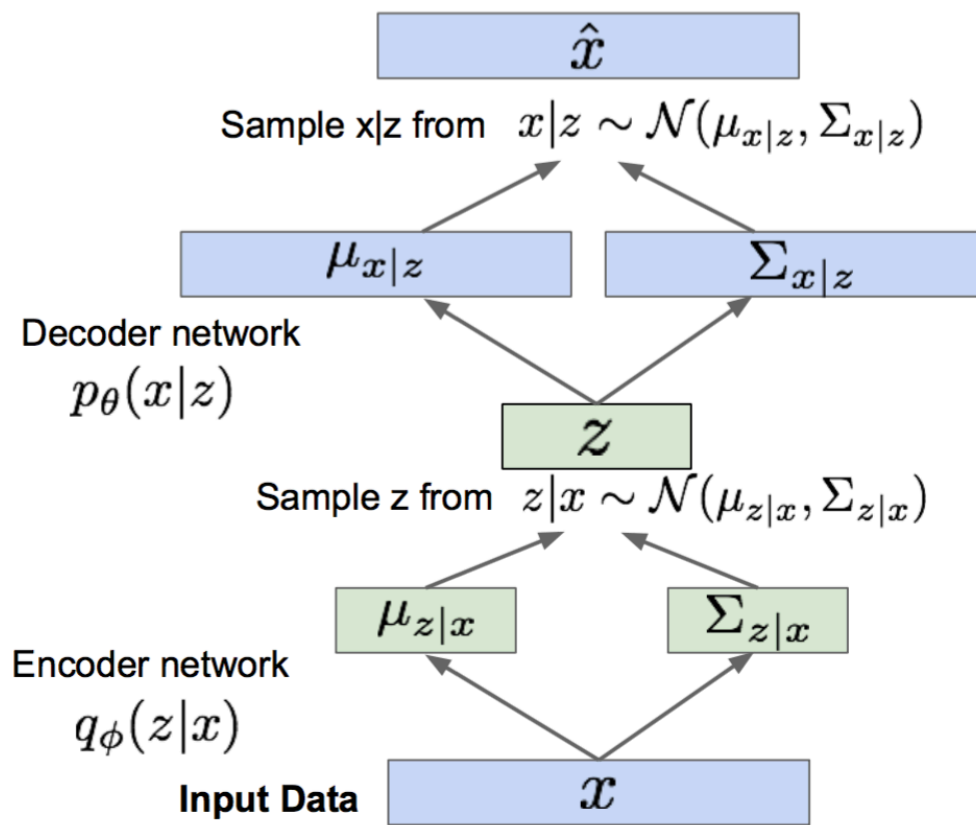 x̂
Sample x|z from x|z ∼ 𝒩(μ_{x|z}, Σ_{x|z})
μ_{x|z} Σ_{x|z}
Decoder network
p_θ(x|z)
z
Sample z from z|x ∼ 𝒩(μ_{z|x}, Σ_{z|x})
μ_{z|x} Σ_{z|x}
Encoder network
q_ϕ(z|x)
Input Data x